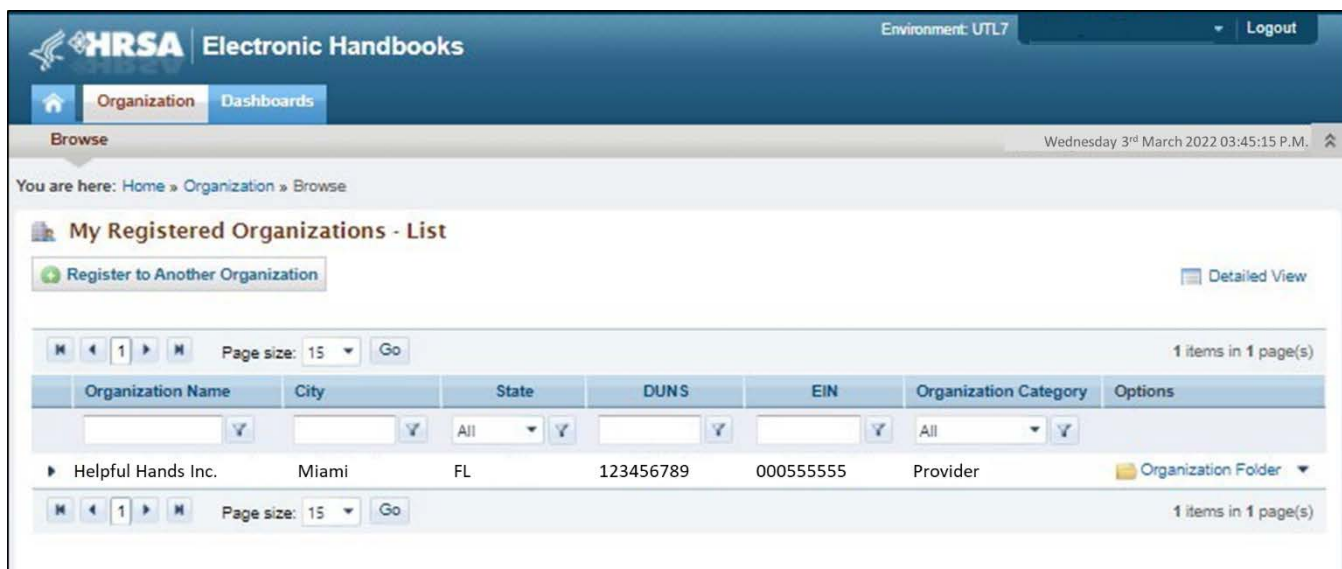 HRSA Electronic Handbooks Environment: UTL7 Logout
Organization Dashboards
Browse Wednesday 3rd March 2022 03:45:15 P.M.
You are here: Home » Organization » Browse
My Registered Organizations - List
Register to Another Organization Detailed View
1 Page size: 15 Go 1 items in 1 page(s)
Organization Name City State DUNS EIN Organization Category Options
All All
Helpful Hands Inc. Miami FL 123456789 000555555 Provider Organization Folder
1 Page size: 15 Go 1 items in 1 page(s)